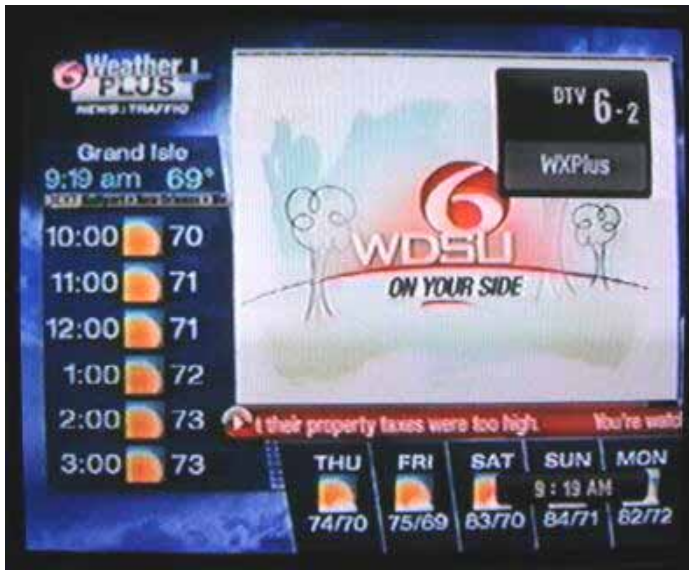 6 Weather
PLUS
NEWS : TRAFFIC
DTV 6-2
WXPlus
Grand Isle
9:19 am 69°
10:00 70
11:00 71
12:00 71
1:00 72
2:00 73
3:00 73
6
WDSU
ON YOUR SIDE
t their property taxes were too high. You're watc
THU FRI SAT SUN MON
9:19 AM
74/70 75/69 83/70 84/71 82/72